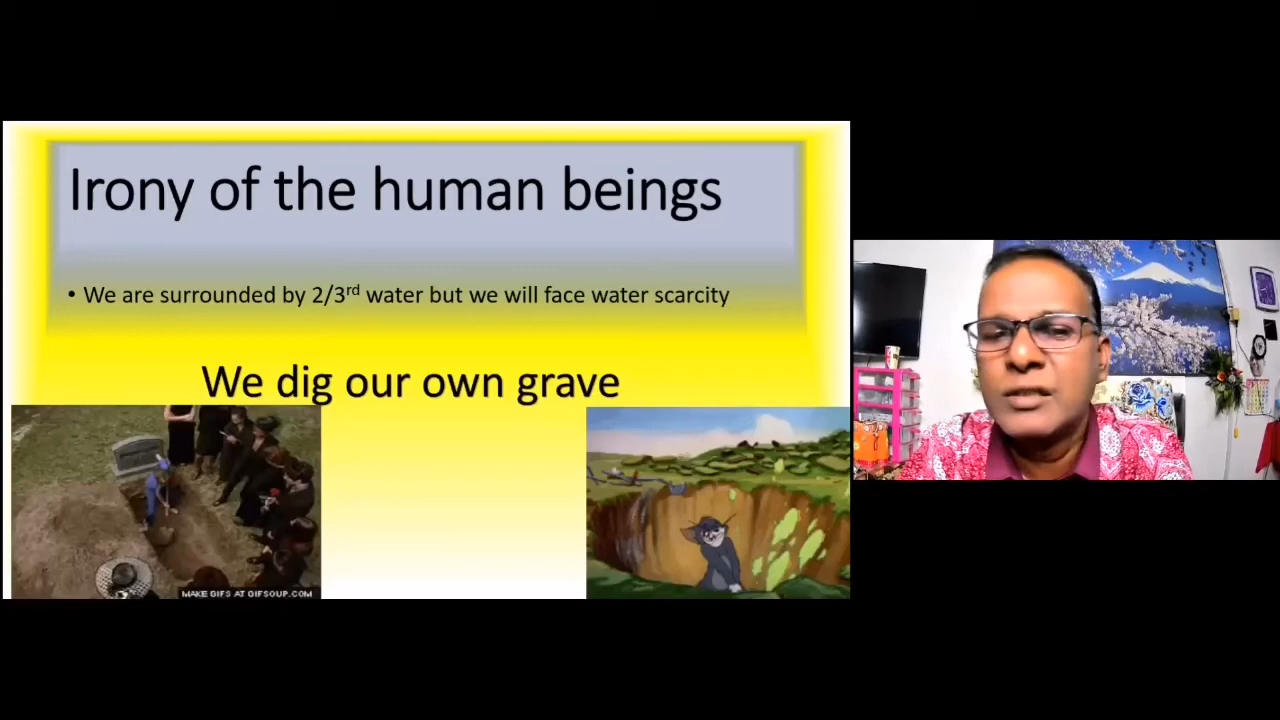 Irony of the human beings
• We are surrounded by 2/3rd water but we will face water scarcity
We dig our own grave
MAKE GIFS AT GIFSOUP.COM